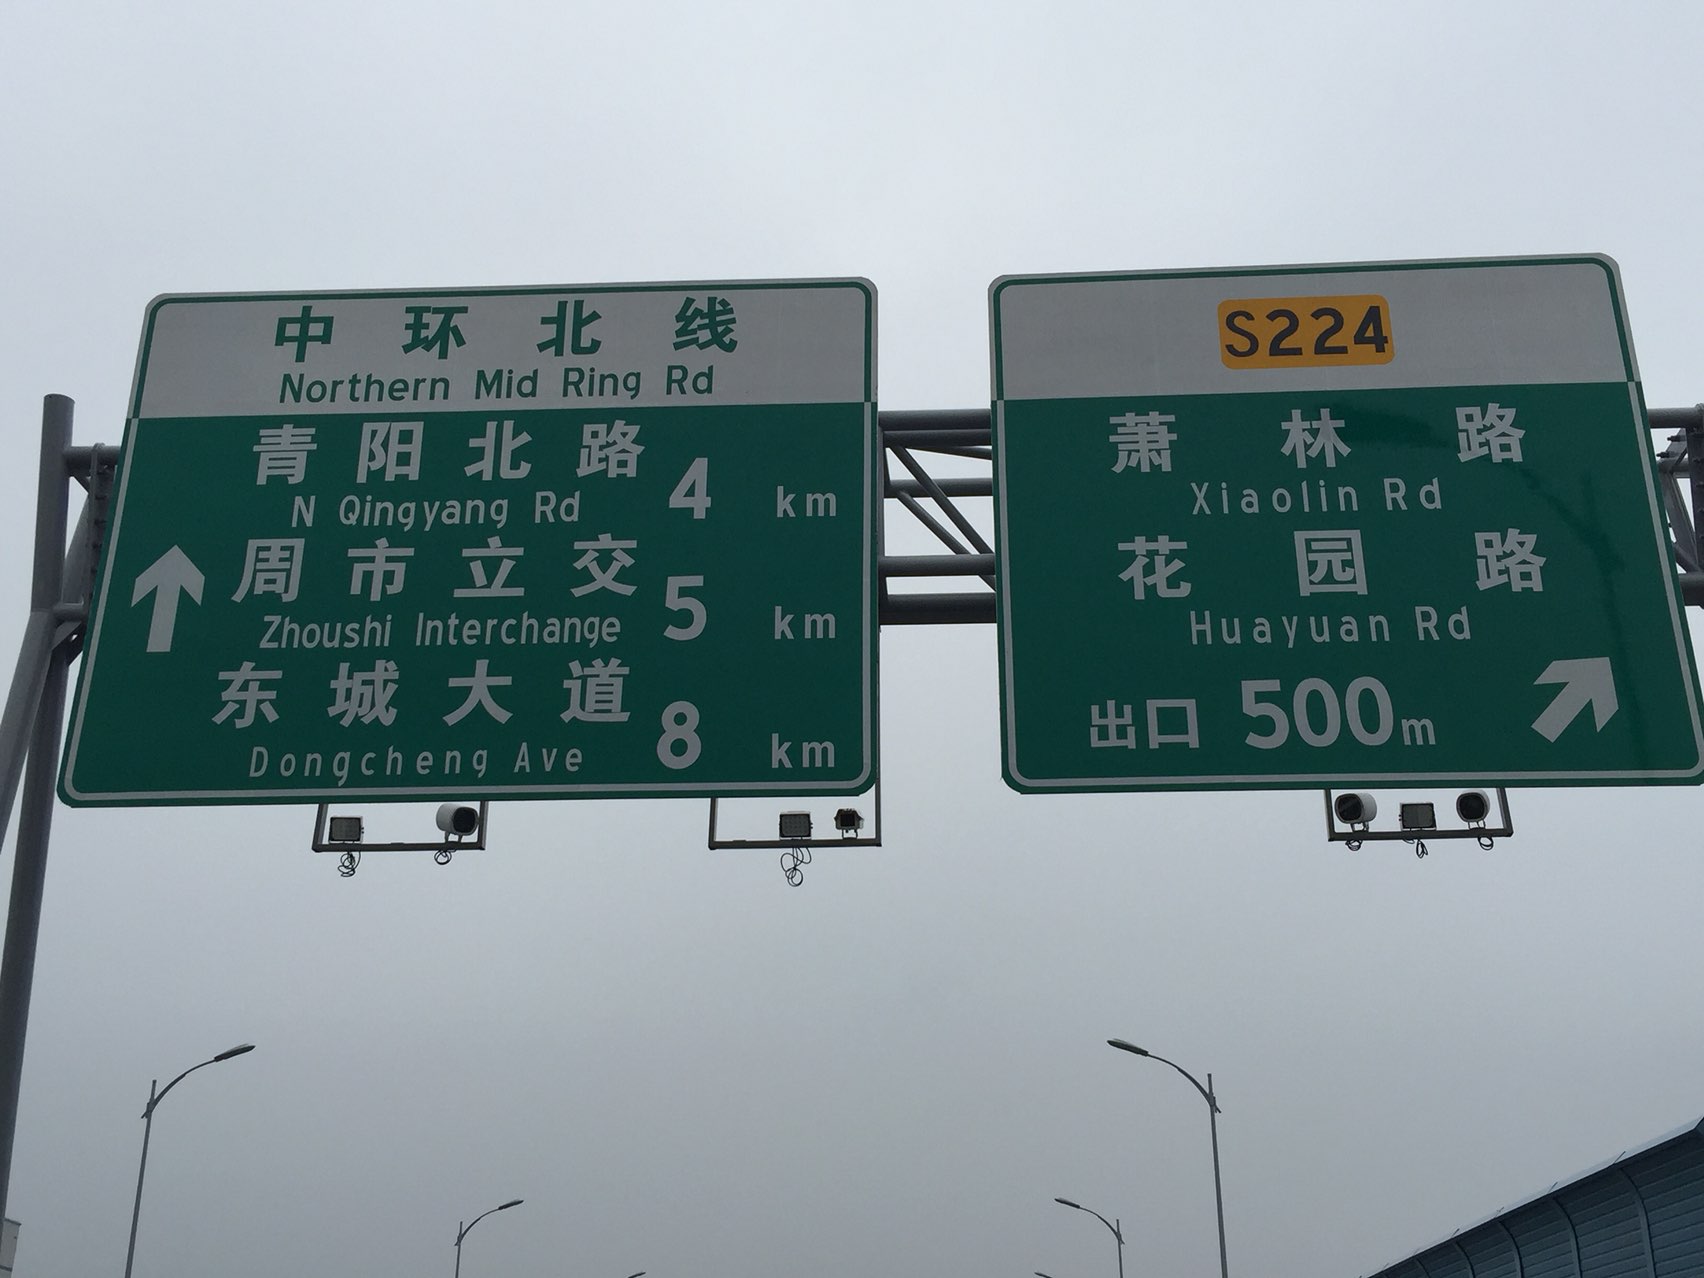 中环北线
Northern Mid Ring Rd
青阳北路
N Qingyang Rd
4 km
周市立交
Zhoushi Interchange
5 km
东城大道
Dongcheng Ave
8 km
S224
萧林路
Xiaolin Rd
花园路
Huayuan Rd
出口 500m